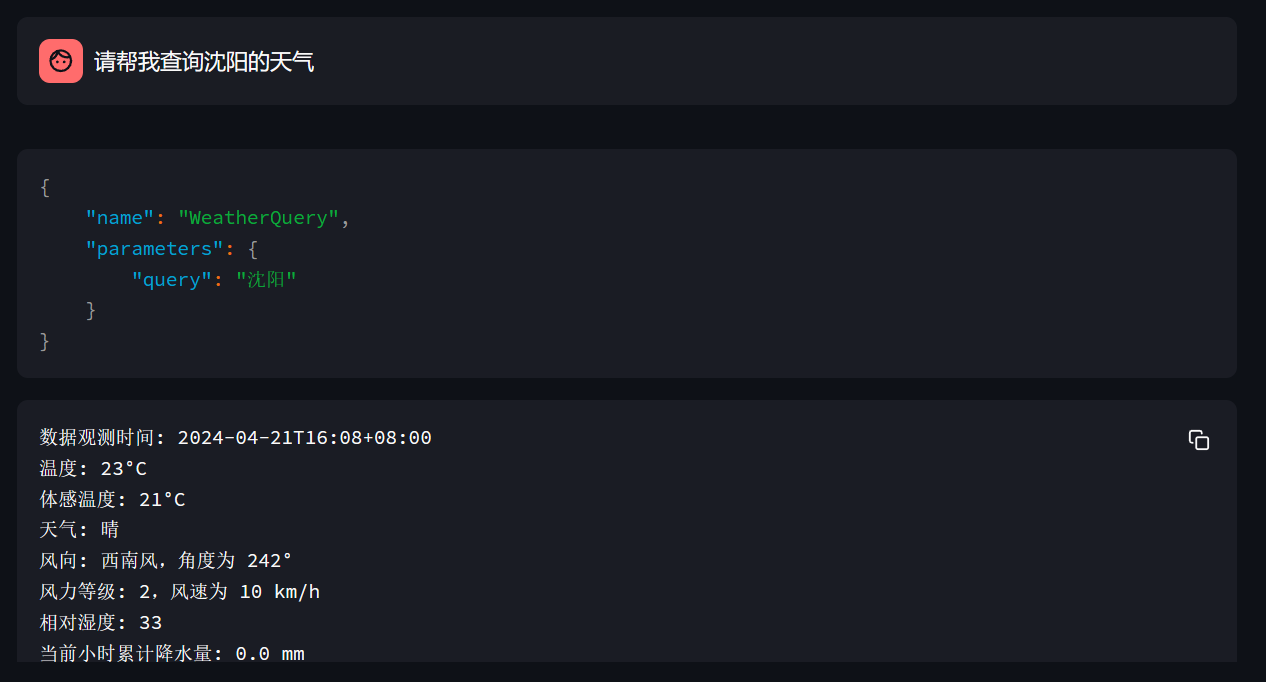 请帮我查询沈阳的天气
{
"name": "WeatherQuery",
"parameters": {
"query": "沈阳"
}
}
数据观测时间: 2024-04-21T16:08+08:00
温度: 23°C
体感温度: 21°C
天气: 晴
风向: 西南风，角度为 242°
风力等级: 2，风速为 10 km/h
相对湿度: 33
当前小时累计降水量: 0.0 mm